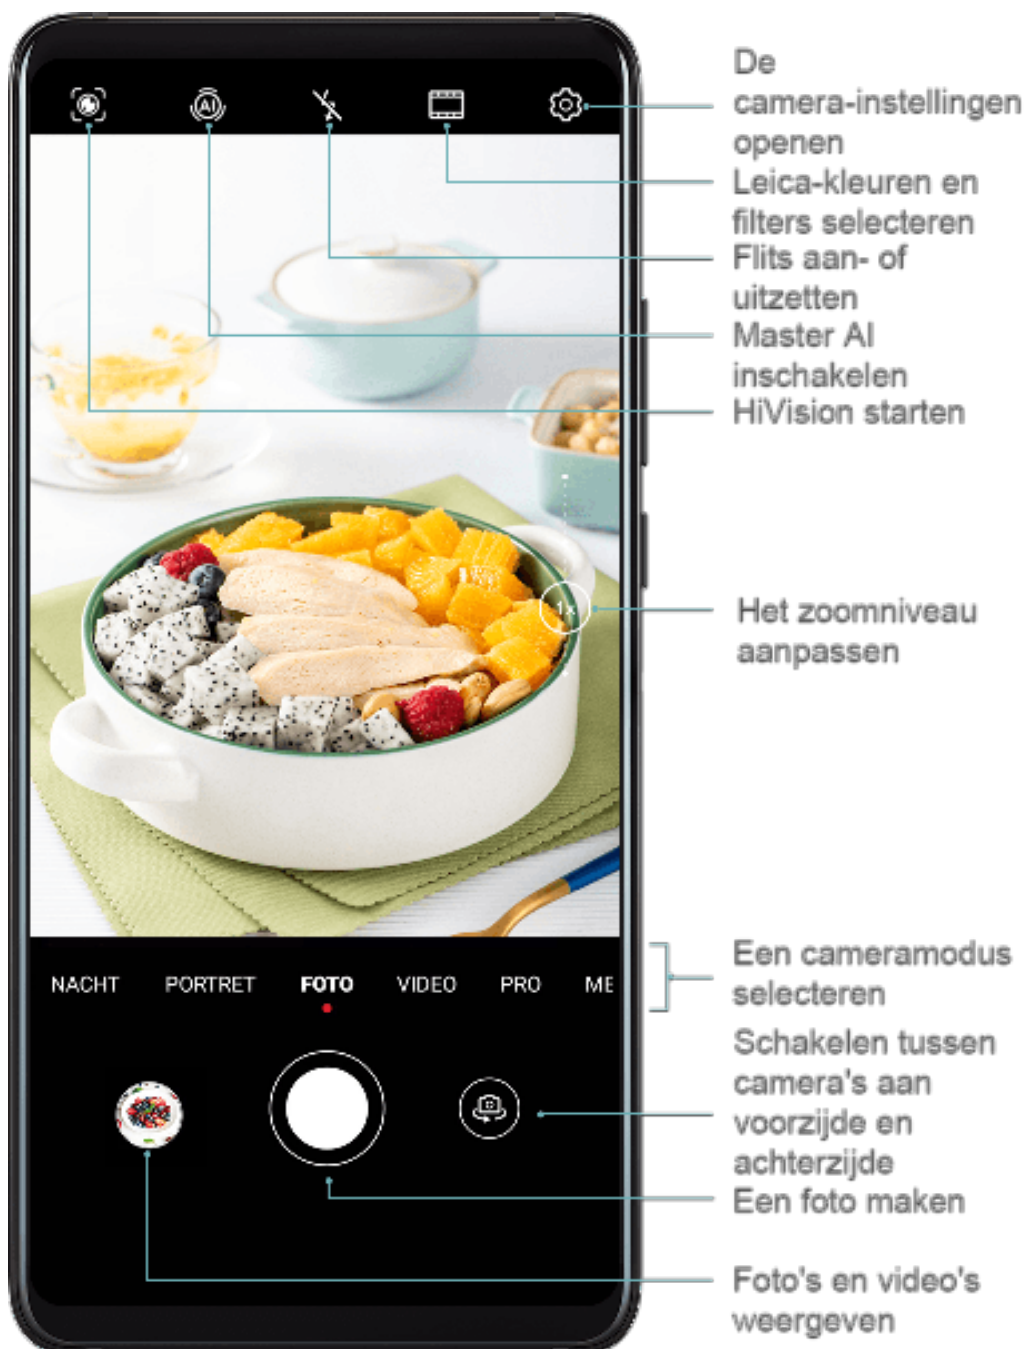 De
camera-instellingen
openen
Leica-kleuren en
filters selecteren
Flits aan- of
uitzetten
Master AI
inschakelen
HiVision starten
AI
1x
Het zoomniveau
aanpassen
NACHT PORTRET FOTO VIDEO PRO ME
Een cameramodus
selecteren
Schakelen tussen
camera's aan
voorzijde en
achterzijde
Een foto maken
Foto's en video's
weergeven